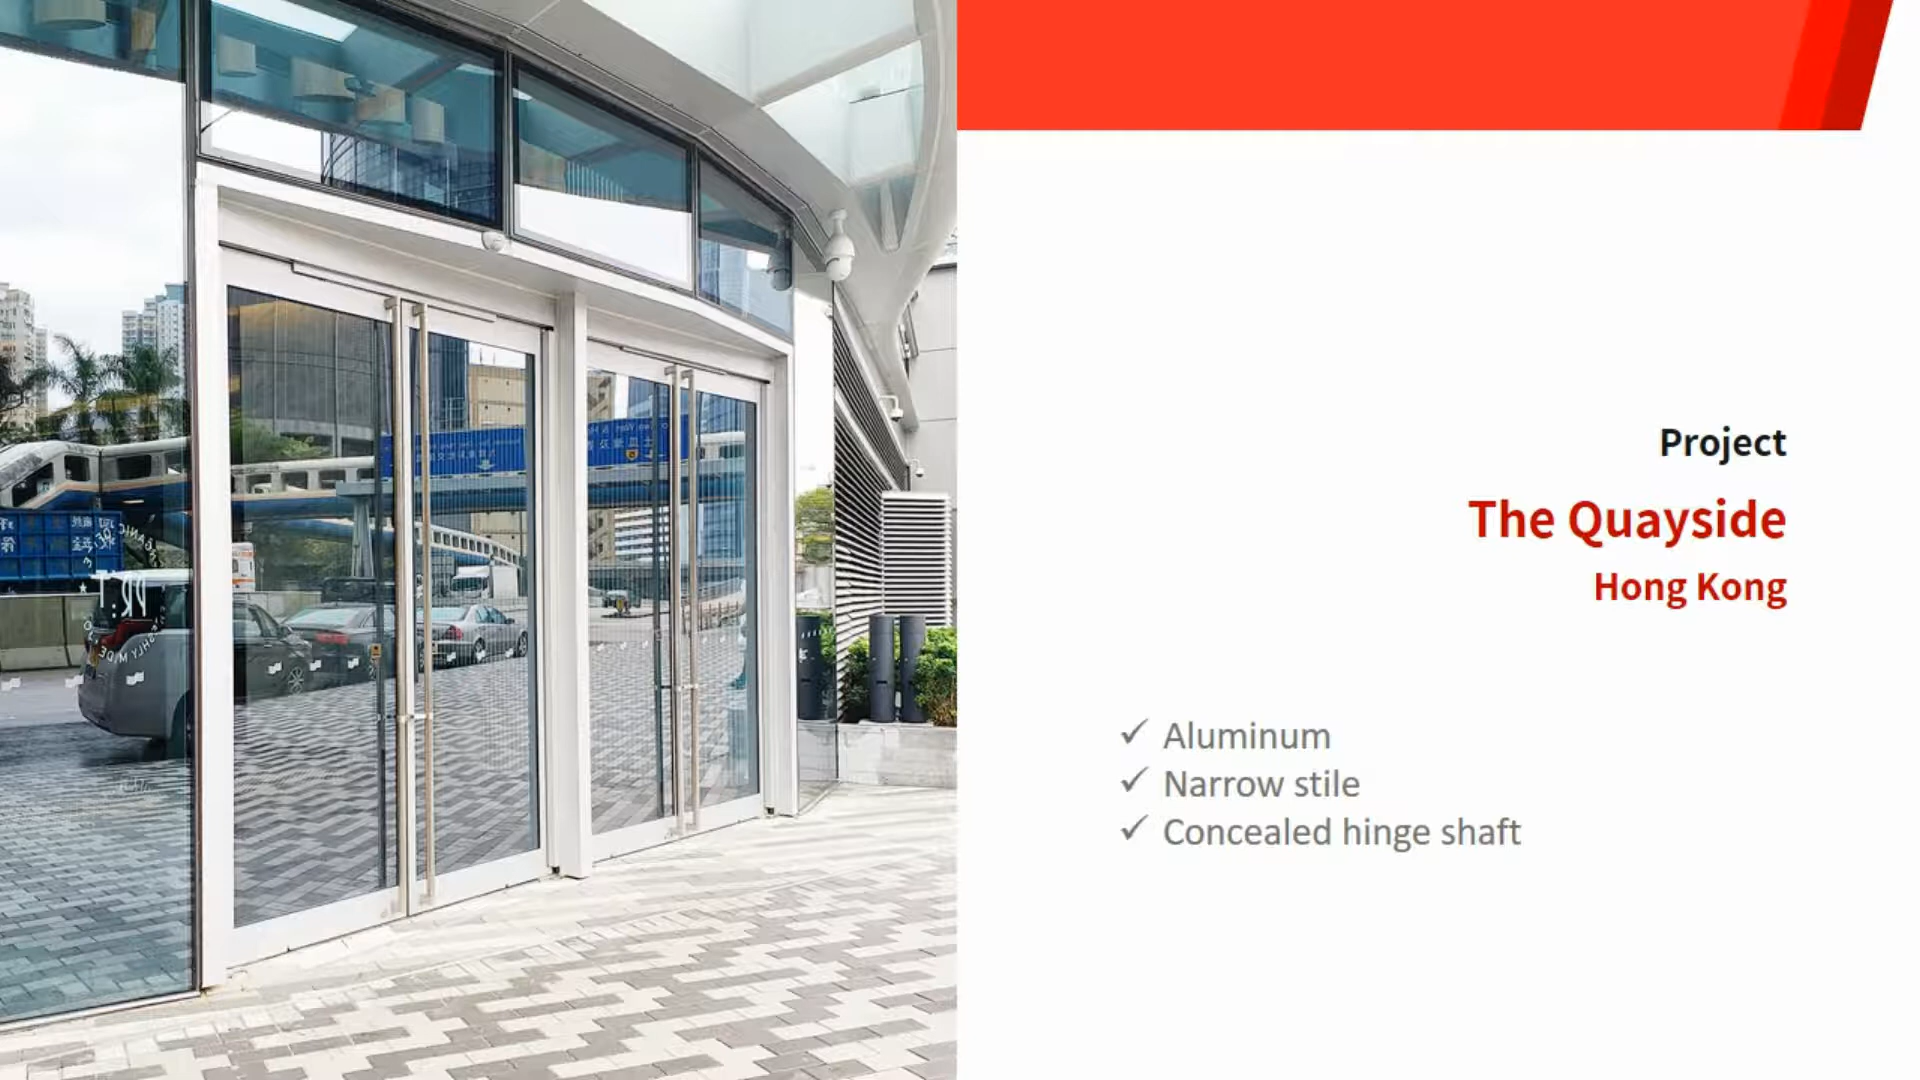 Project
The Quayside
Hong Kong
✓ Aluminum
✓ Narrow stile
✓ Concealed hinge shaft